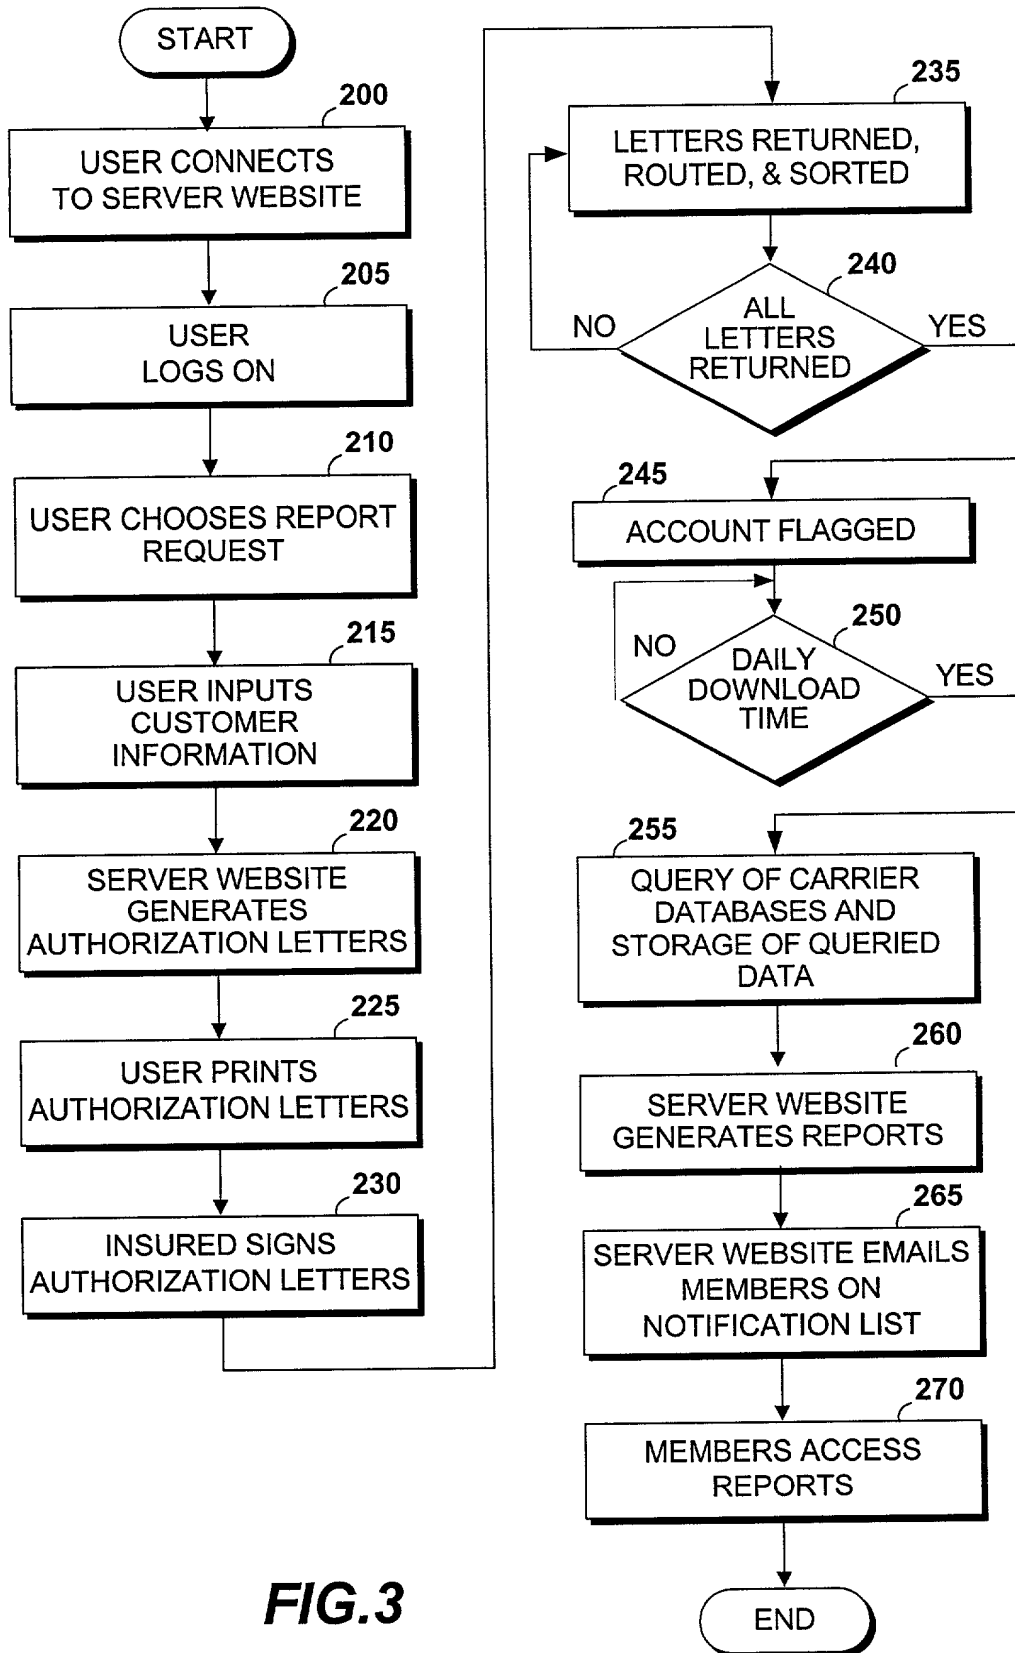 START
200
USER CONNECTS
TO SERVER WEBSITE
205
USER
LOGS ON
210
USER CHOOSES REPORT
REQUEST
215
USER INPUTS
CUSTOMER
INFORMATION
220
SERVER WEBSITE
GENERATES
AUTHORIZATION LETTERS
225
USER PRINTS
AUTHORIZATION LETTERS
230
INSURED SIGNS
AUTHORIZATION LETTERS
235
LETTERS RETURNED,
ROUTED, & SORTED
240
ALL
LETTERS
RETURNED
NO
YES
245
ACCOUNT FLAGGED
250
DAILY
DOWNLOAD
TIME
NO
YES
255
QUERY OF CARRIER
DATABASES AND
STORAGE OF QUERIED
DATA
260
SERVER WEBSITE
GENERATES REPORTS
265
SERVER WEBSITE EMAILS
MEMBERS ON
NOTIFICATION LIST
270
MEMBERS ACCESS
REPORTS
END
FIG.3